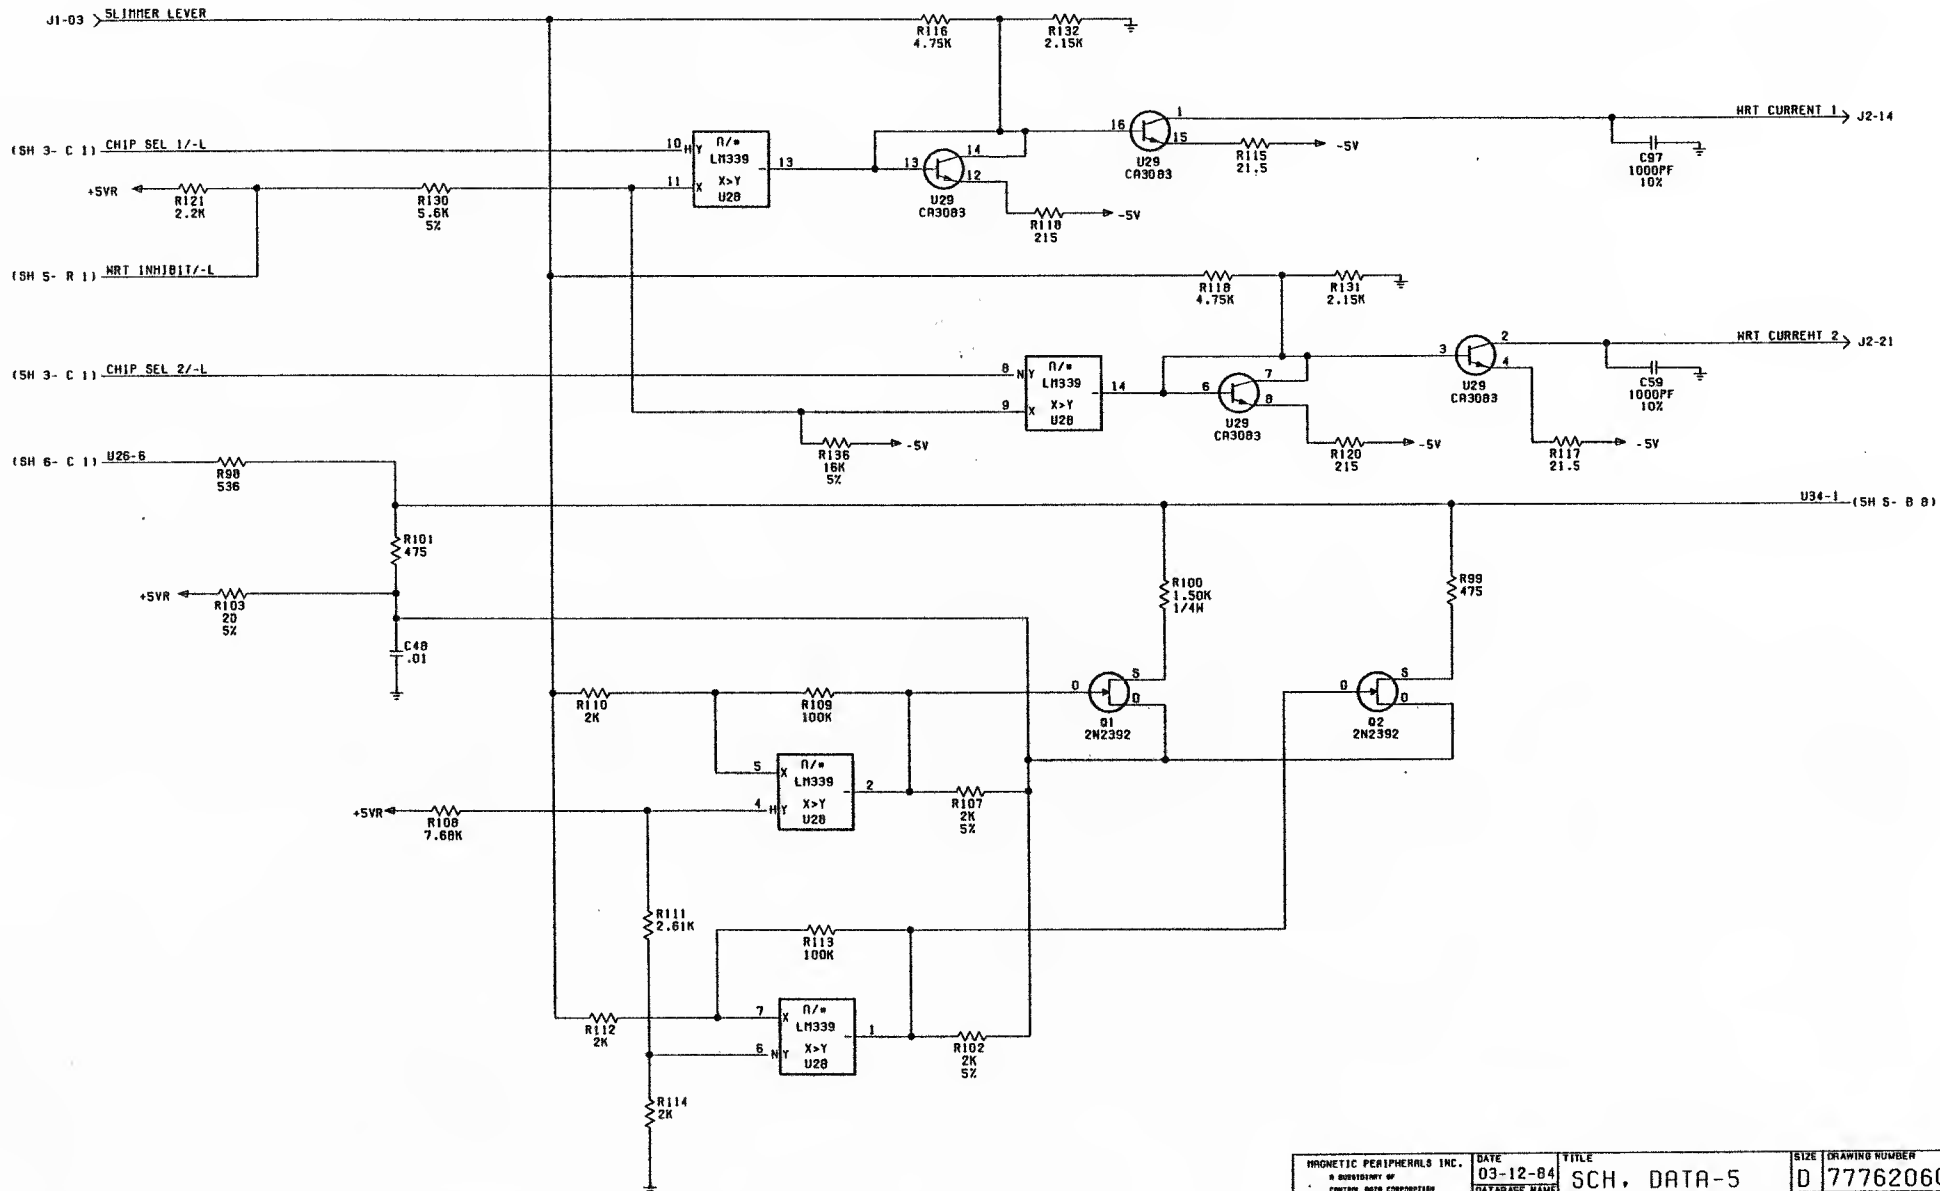 J1-03 SLIMMER LEVER
R116
4.75K
R132
2.15K
(SH 3- C 1) CHIP SEL 1/-L
10 H Y
Π/*
LM339
X>Y
U28
11 X
13
+5VR
R121
2.2K
R130
5.6K
5%
13
14
12
U29
CA3083
R118
215
-5V
16
1
15
U29
CA3083
R115
21.5
-5V
WRT CURRENT 1 J2-14
C97
1000PF
10%
(SH 5- R 1) WRT INHIBIT/-L
R118
4.75K
R131
2.15K
(SH 3- C 1) CHIP SEL 2/-L
8 N Y
Π/*
LM339
X>Y
U28
9 X
14
6
7
8
U29
CA3083
R120
215
-5V
3
2
4
U29
CA3083
R117
21.5
-5V
WRT CURRENT 2 J2-21
C59
1000PF
10%
R136
16K
5%
-5V
(SH 6- C 1) U26-6
R98
536
U34-1 (SH 5- B 8)
R101
475
+5VR
R103
20
5%
C48
.01
R100
1.50K
1/4W
R99
475
R110
2K
R109
100K
G
S
D
Q1
2N2392
G
S
D
Q2
2N2392
5 X
Π/*
LM339
X>Y
U28
4 H Y
2
R107
2K
5%
+5VR
R108
7.68K
R111
2.61K
R113
100K
R112
2K
7 X
Π/*
LM339
X>Y
U28
6 N Y
1
R102
2K
5%
R114
2K
MAGNETIC PERIPHERALS INC.
A SUBSIDIARY OF
CONTROL DATA CORPORATION
DATE
03-12-84
DATABASE NAME
TITLE
SCH, DATA-5
SIZE
D
DRAWING NUMBER
77762060